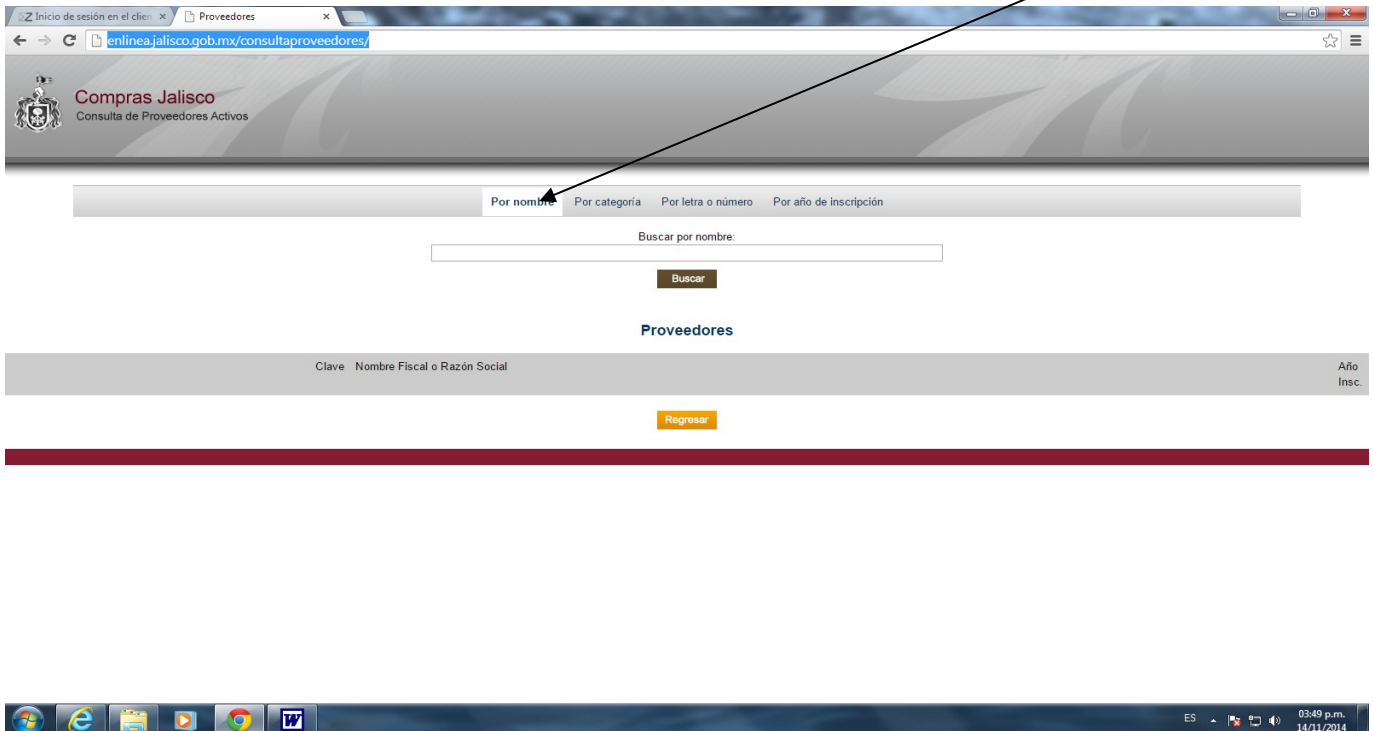 Inicio de sesión en el clien
Proveedores
enlinea.jalisco.gob.mx/consultaproveedores/
Compras Jalisco
Consulta de Proveedores Activos
Por nombre Por categoría Por letra o número Por año de inscripción
Buscar por nombre:
Buscar
Proveedores
Clave Nombre Fiscal o Razón Social Año
Insc.
Regresar
ES 03:49 p.m.
14/11/2014